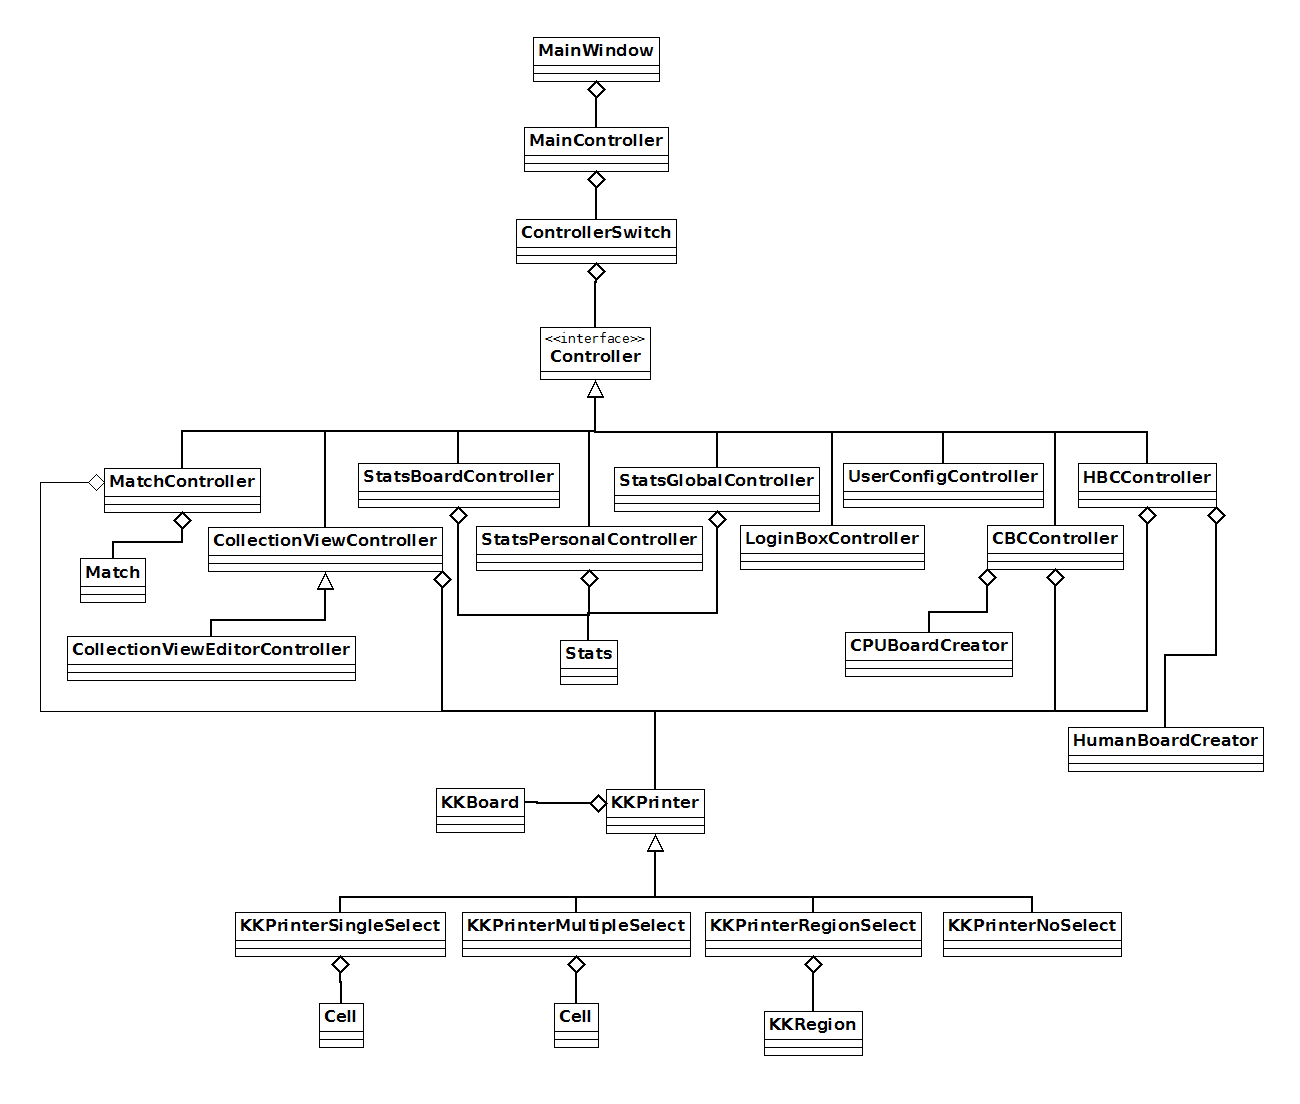 MainWindow
MainController
ControllerSwitch
<<interface>>
Controller
MatchController
StatsBoardController
StatsGlobalController
UserConfigController
HBCController
CollectionViewController
StatsPersonalController
LoginBoxController
CBCController
Match
CollectionViewEditorController
Stats
CPUBoardCreator
HumanBoardCreator
KKBoard
KKPrinter
KKPrinterSingleSelect
KKPrinterMultipleSelect
KKPrinterRegionSelect
KKPrinterNoSelect
Cell
Cell
KKRegion